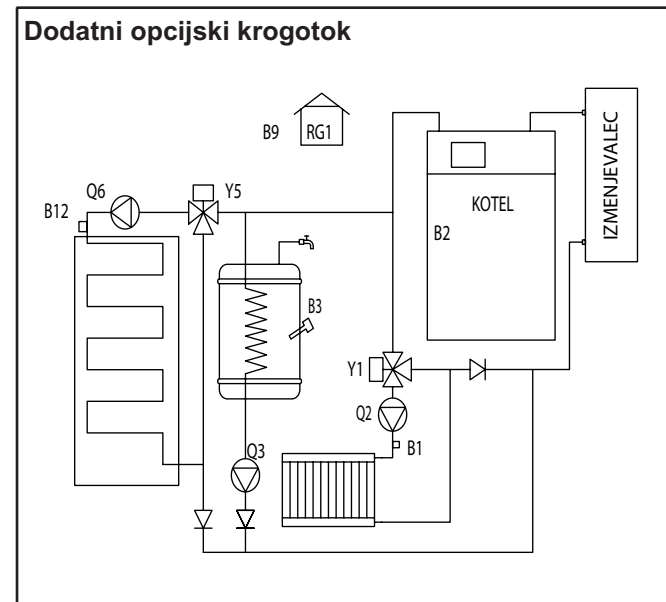 Dodatni opcijski krogotok
B9
RG1
IZMENJEVALEC
Q6
Y5
B12
KOTEL
B2
B3
Y1
Q2
B1
Q3